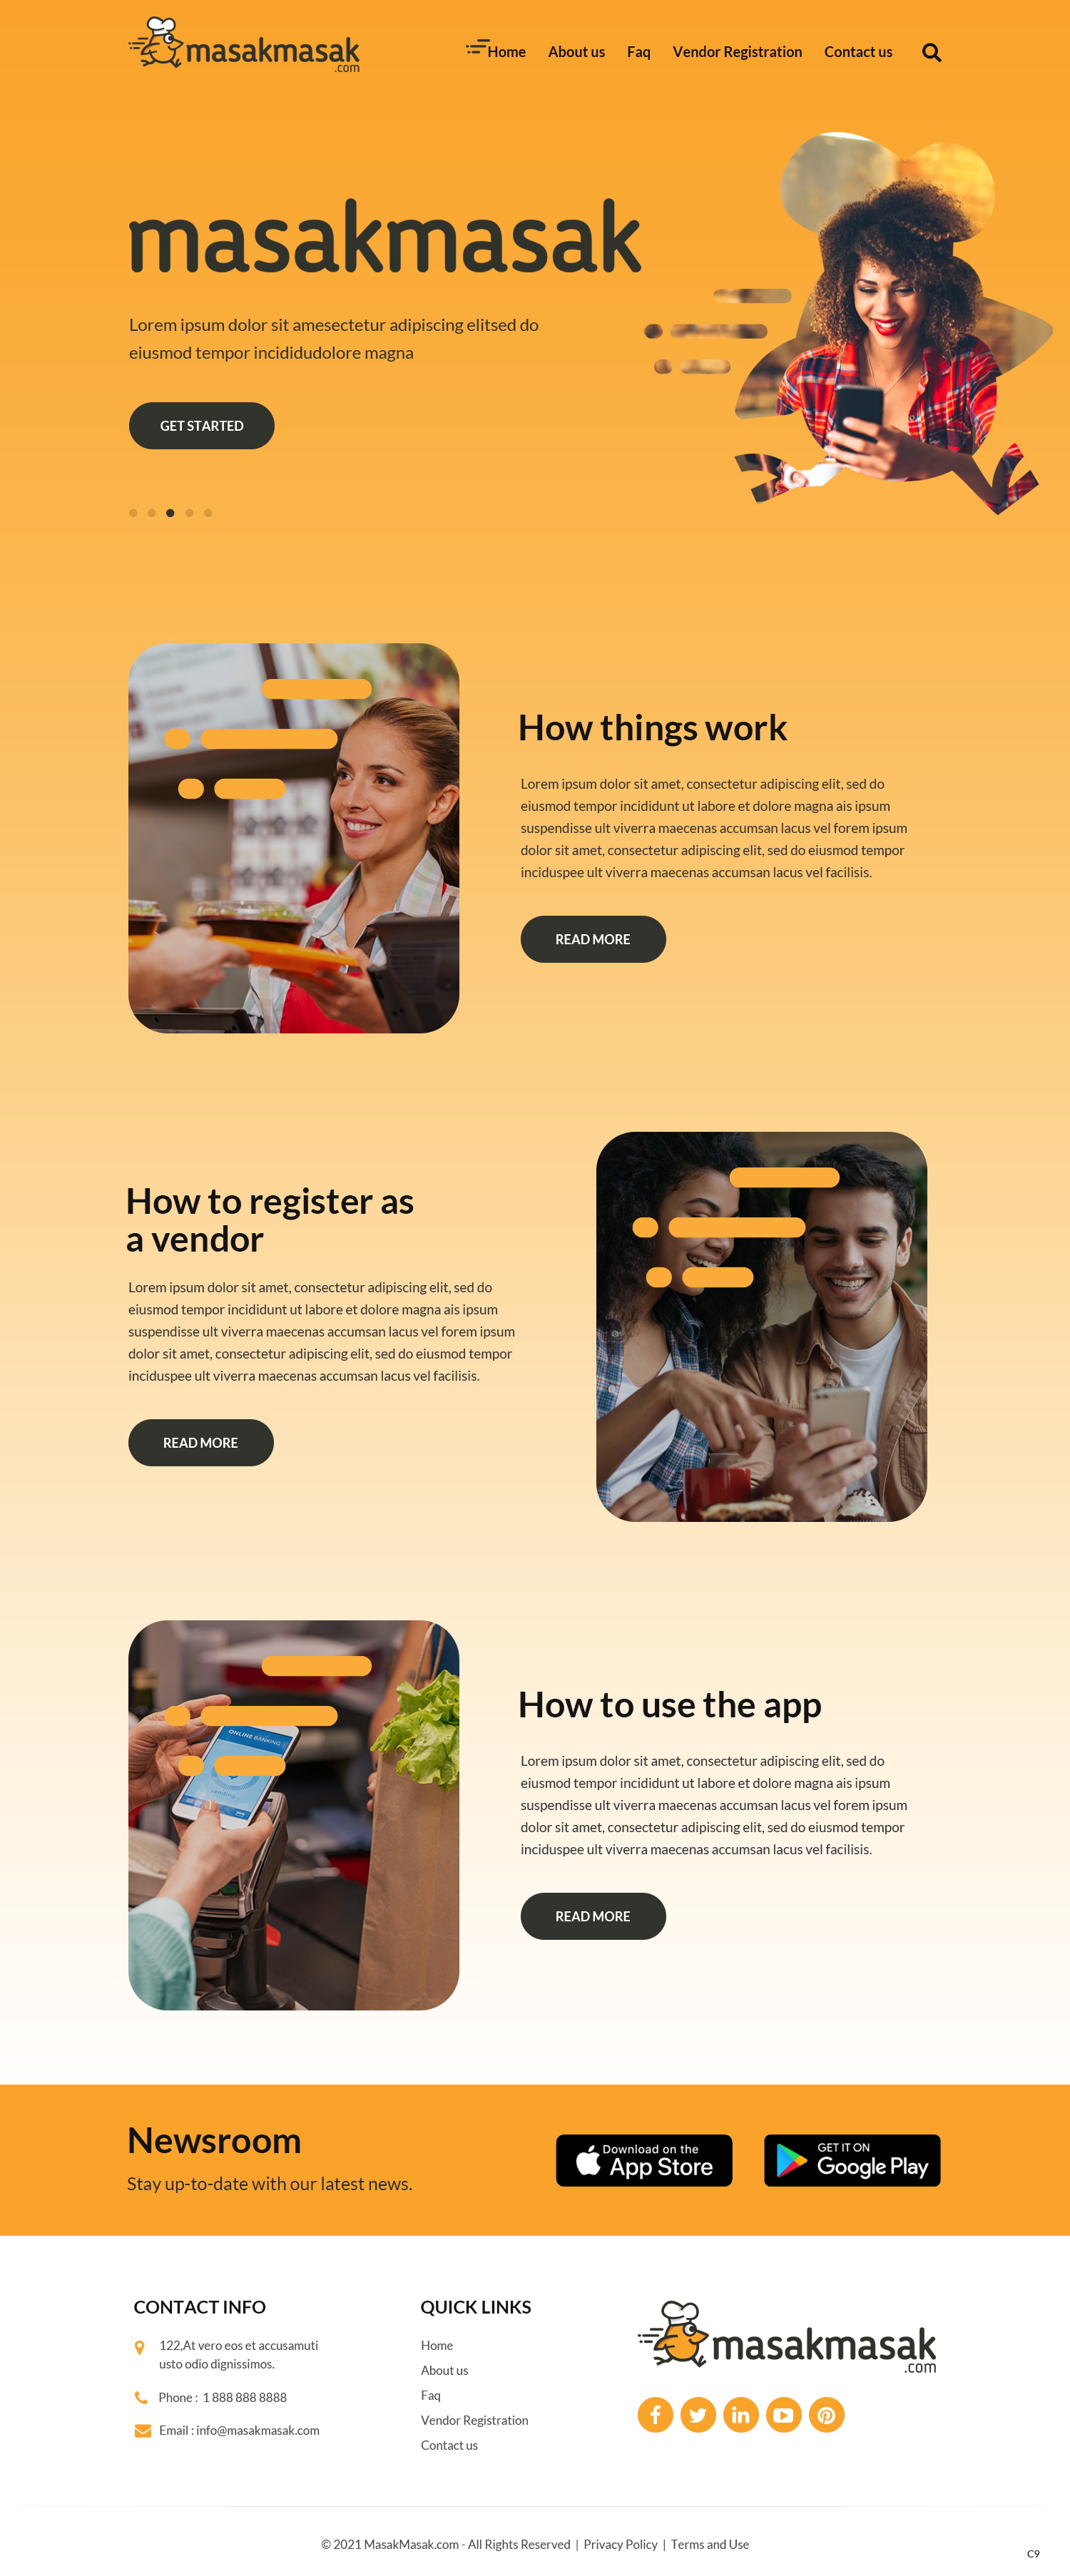 masakmasak
.com
Home About us Faq Vendor Registration Contact us
masakmasak
Lorem ipsum dolor sit amesectetur adipiscing elitsed do
eiusmod tempor incididudolore magna
GET STARTED
How things work
Lorem ipsum dolor sit amet, consectetur adipiscing elit, sed do
eiusmod tempor incididunt ut labore et dolore magna ais ipsum
suspendisse ult viverra maecenas accumsan lacus vel forem ipsum
dolor sit amet, consectetur adipiscing elit, sed do eiusmod tempor
inciduspee ult viverra maecenas accumsan lacus vel facilisis.
READ MORE
How to register as
a vendor
Lorem ipsum dolor sit amet, consectetur adipiscing elit, sed do
eiusmod tempor incididunt ut labore et dolore magna ais ipsum
suspendisse ult viverra maecenas accumsan lacus vel forem ipsum
dolor sit amet, consectetur adipiscing elit, sed do eiusmod tempor
inciduspee ult viverra maecenas accumsan lacus vel facilisis.
READ MORE
ONLINE BANKING
How to use the app
Lorem ipsum dolor sit amet, consectetur adipiscing elit, sed do
eiusmod tempor incididunt ut labore et dolore magna ais ipsum
suspendisse ult viverra maecenas accumsan lacus vel forem ipsum
dolor sit amet, consectetur adipiscing elit, sed do eiusmod tempor
inciduspee ult viverra maecenas accumsan lacus vel facilisis.
READ MORE
Newsroom
Stay up-to-date with our latest news.
Download on the
App Store
GET IT ON
Google Play
CONTACT INFO
122,At vero eos et accusamuti
usto odio dignissimos.
Phone : 1 888 888 8888
Email : info@masakmasak.com
QUICK LINKS
Home
About us
Faq
Vendor Registration
Contact us
masakmasak
.com
© 2021 MasakMasak.com - All Rights Reserved | Privacy Policy | Terms and Use
C9